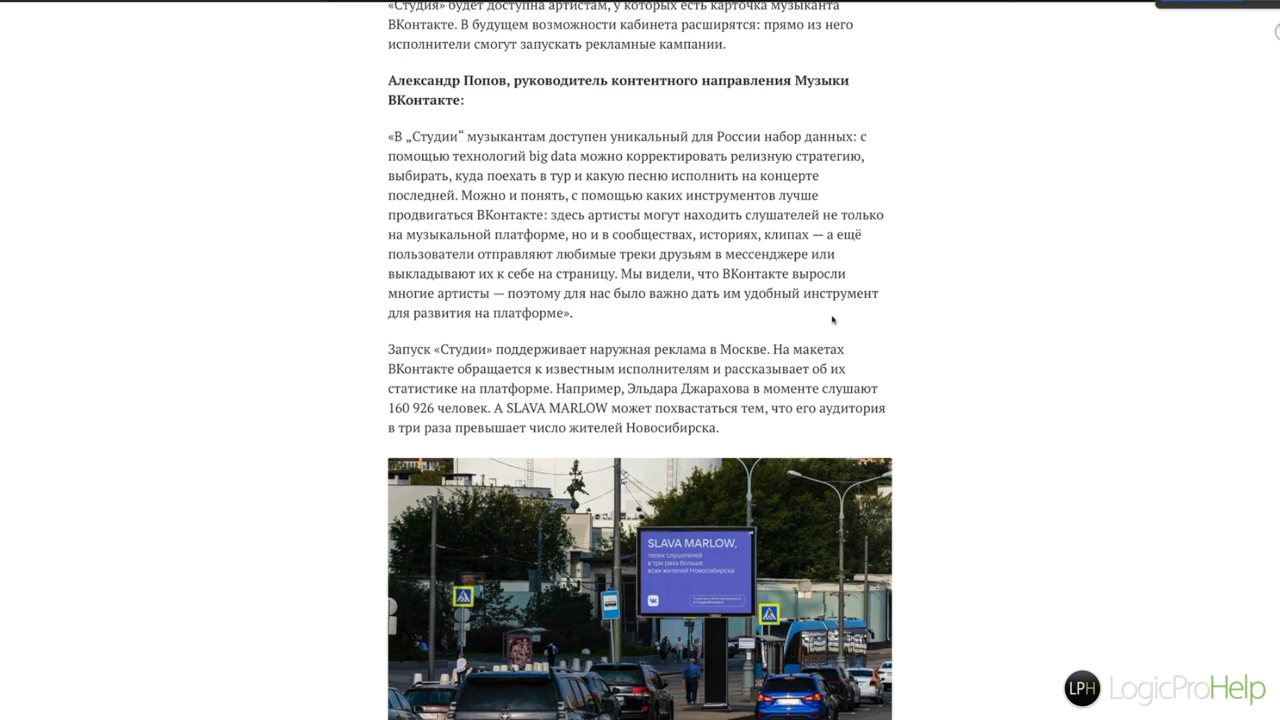 «Студия» будет доступна артистам, у которых есть карточка музыканта
ВКонтакте. В будущем возможности кабинета расширятся: прямо из него
исполнители смогут запускать рекламные кампании.
Александр Попов, руководитель контентного направления Музыки
ВКонтакте:
«В „Студии“ музыкантам доступен уникальный для России набор данных: с
помощью технологий big data можно корректировать релизную стратегию,
выбирать, куда поехать в тур и какую песню исполнить на концерте
последней. Можно и понять, с помощью каких инструментов лучше
продвигаться ВКонтакте: здесь артисты могут находить слушателей не только
на музыкальной платформе, но и в сообществах, историях, клипах — а ещё
пользователи отправляют любимые треки друзьям в мессенджере или
выкладывают их к себе на страницу. Мы видели, что ВКонтакте выросли
многие артисты — поэтому для нас было важно дать им удобный инструмент
для развития на платформе».
Запуск «Студии» поддерживает наружная реклама в Москве. На макетах
ВКонтакте обращается к известным исполнителям и рассказывает об их
статистике на платформе. Например, Эльдара Джарахова в моменте слушают
160 926 человек. А SLAVA MARLOW может похвастаться тем, что его аудитория
в три раза превышает число жителей Новосибирска.
SLAVA MARLOW,
твоих слушателей
в три раза больше
всех жителей Новосибирска
LPH LogicProHelp